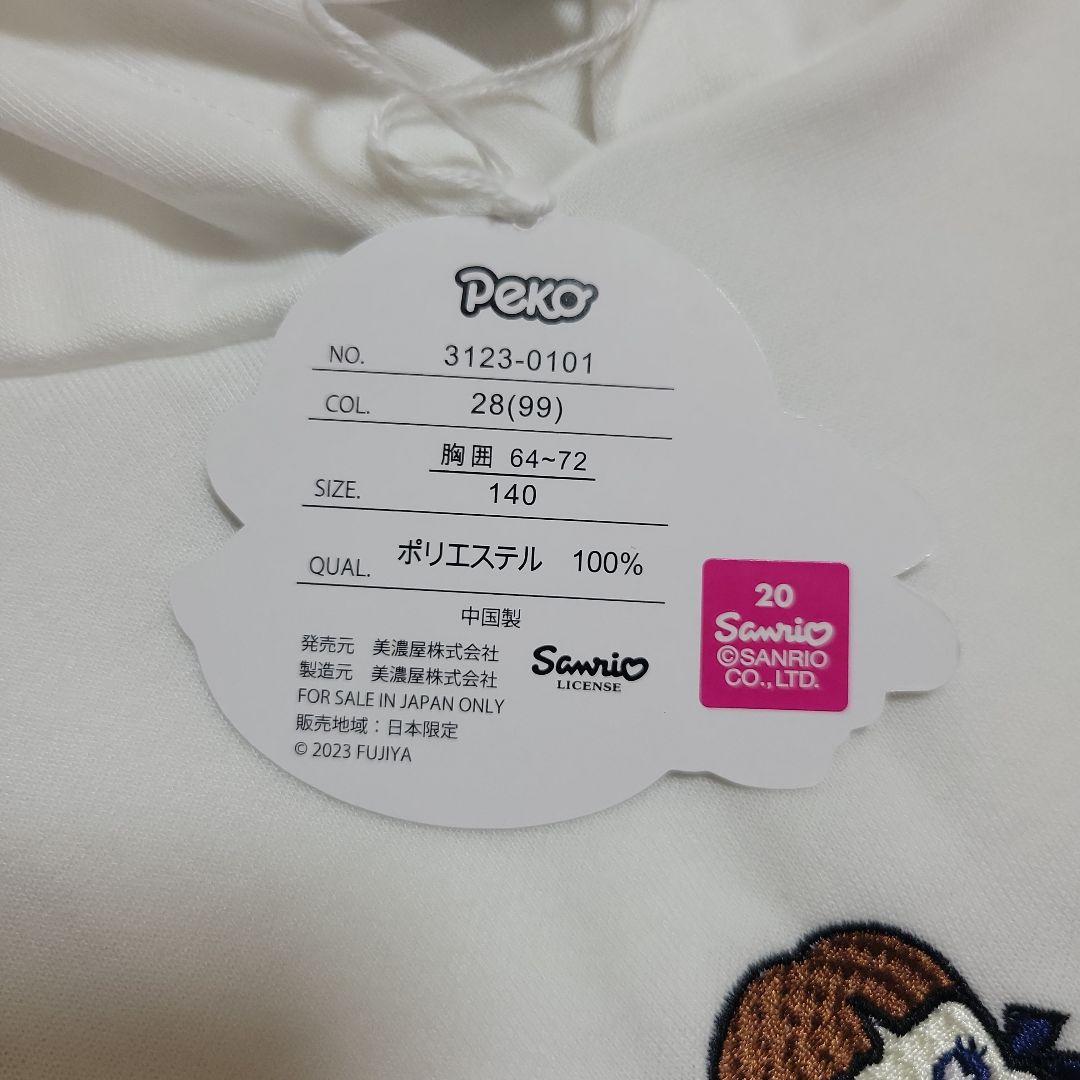 Peko
NO. 3123-0101
COL. 28(99)
胸囲 64~72
SIZE. 140
QUAL. ポリエステル 100%
中国製
発売元 美濃屋株式会社
製造元 美濃屋株式会社
FOR SALE IN JAPAN ONLY
販売地域：日本限定
© 2023 FUJIYA
Sanrio
LICENSE
20
Sanrio
©SANRIO
CO.,LTD.